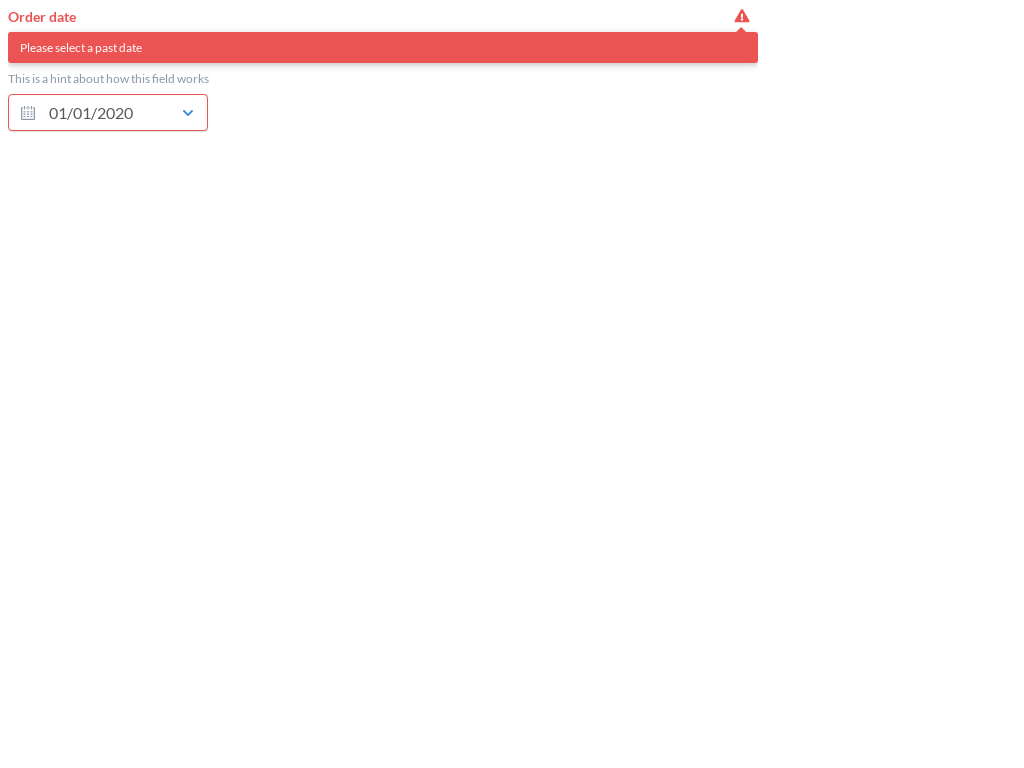 Order date
Please select a past date
This is a hint about how this field works
01/01/2020